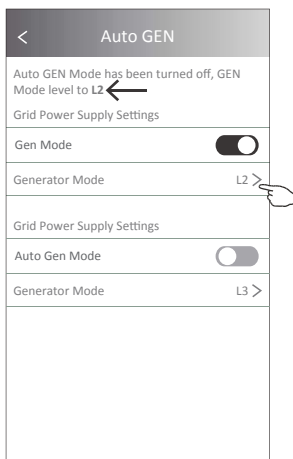 Auto GEN
Auto GEN Mode has been turned off, GEN
Mode level to L2
Grid Power Supply Settings
Gen Mode
Generator Mode L2
Grid Power Supply Settings
Auto Gen Mode
Generator Mode L3